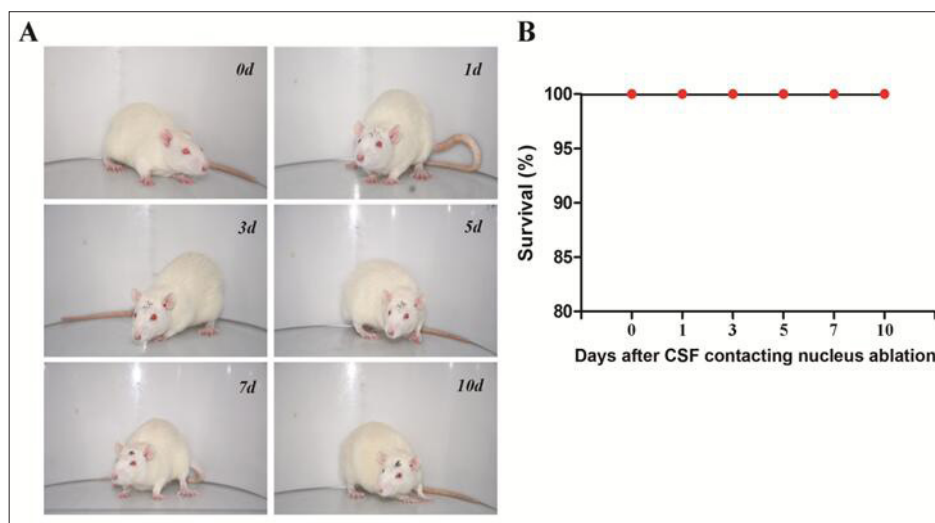 A
0d
1d
3d
5d
7d
10d
B
100
95
90
85
80
Survival (%)
0 1 3 5 7 10
Days after CSF contacting nucleus ablation